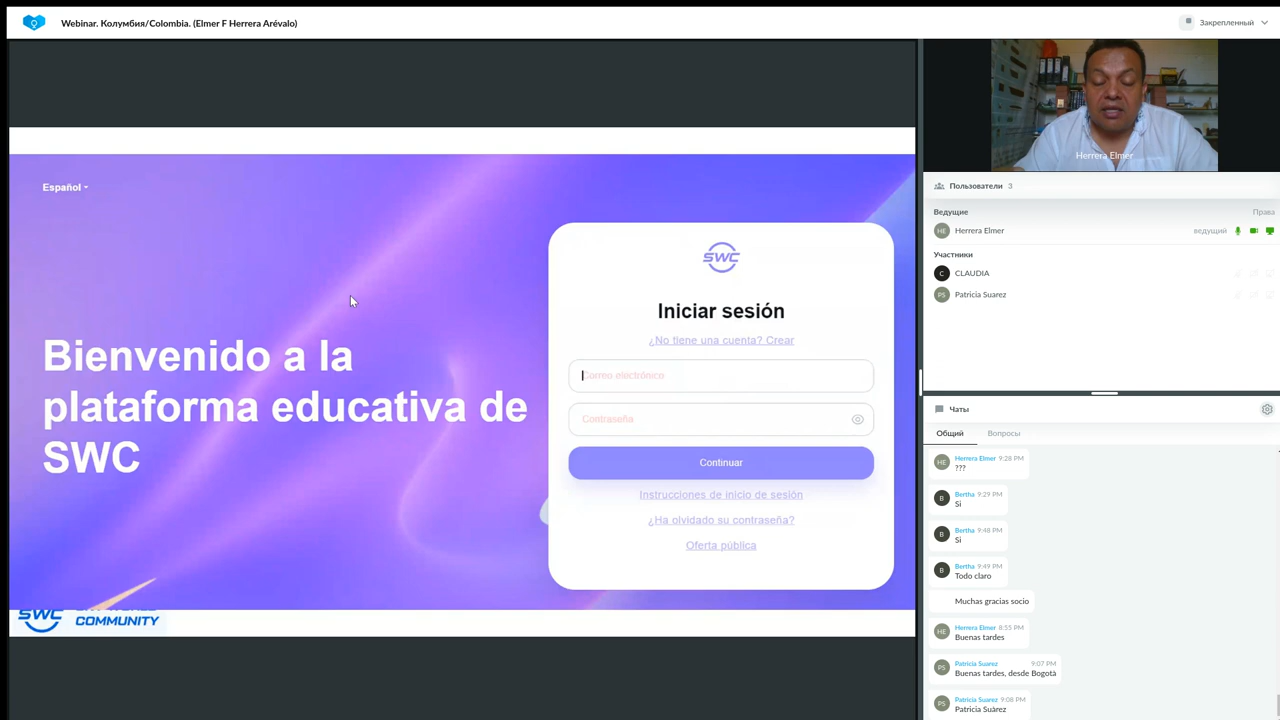 Webinar. Колумбия/Colombia. (Elmer F Herrera Arévalo)
Закрепленный
Español
Bienvenido a la
plataforma educativa de
SWC
SWC
Iniciar sesión
¿No tiene una cuenta? Crear
Correo electrónico
Contraseña
Continuar
Instrucciones de inicio de sesión
¿Ha olvidado su contraseña?
Oferta pública
SWC
COMMUNITY
Herrera Elmer
Пользователи 3
Ведущие Права
HE Herrera Elmer ведущий
Участники
C CLAUDIA
PS Patricia Suarez
Чаты
Общий Вопросы
HE Herrera Elmer 9:28 PM
???
B Bertha 9:29 PM
Si
B Bertha 9:48 PM
Si
B Bertha 9:49 PM
Todo claro
Muchas gracias socio
HE Herrera Elmer 8:55 PM
Buenas tardes
PS Patricia Suarez 9:07 PM
Buenas tardes, desde Bogotà
PS Patricia Suarez 9:08 PM
Patricia Suàrez